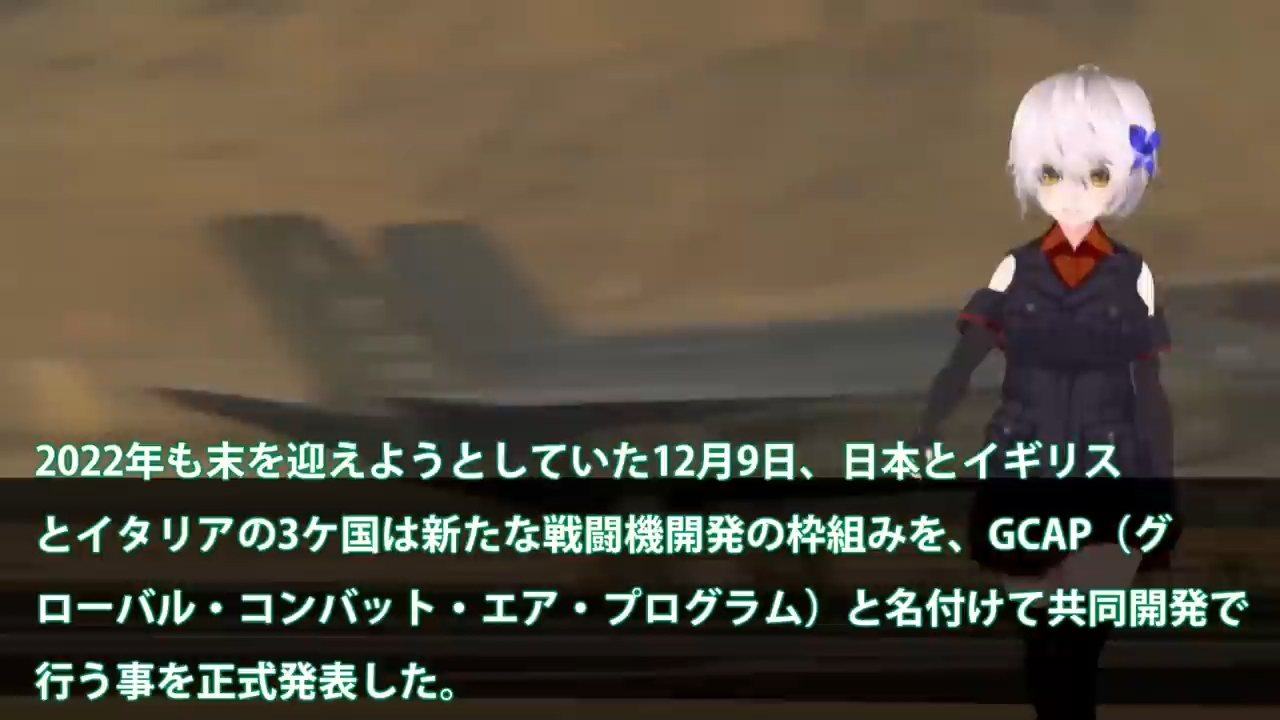 2022年も末を迎えようとしていた12月9日、日本とイギリス
とイタリアの3ケ国は新たな戦闘機開発の枠組みを、GCAP（グ
ローバル・コンバット・エア・プログラム）と名付けて共同開発で
行う事を正式発表した。